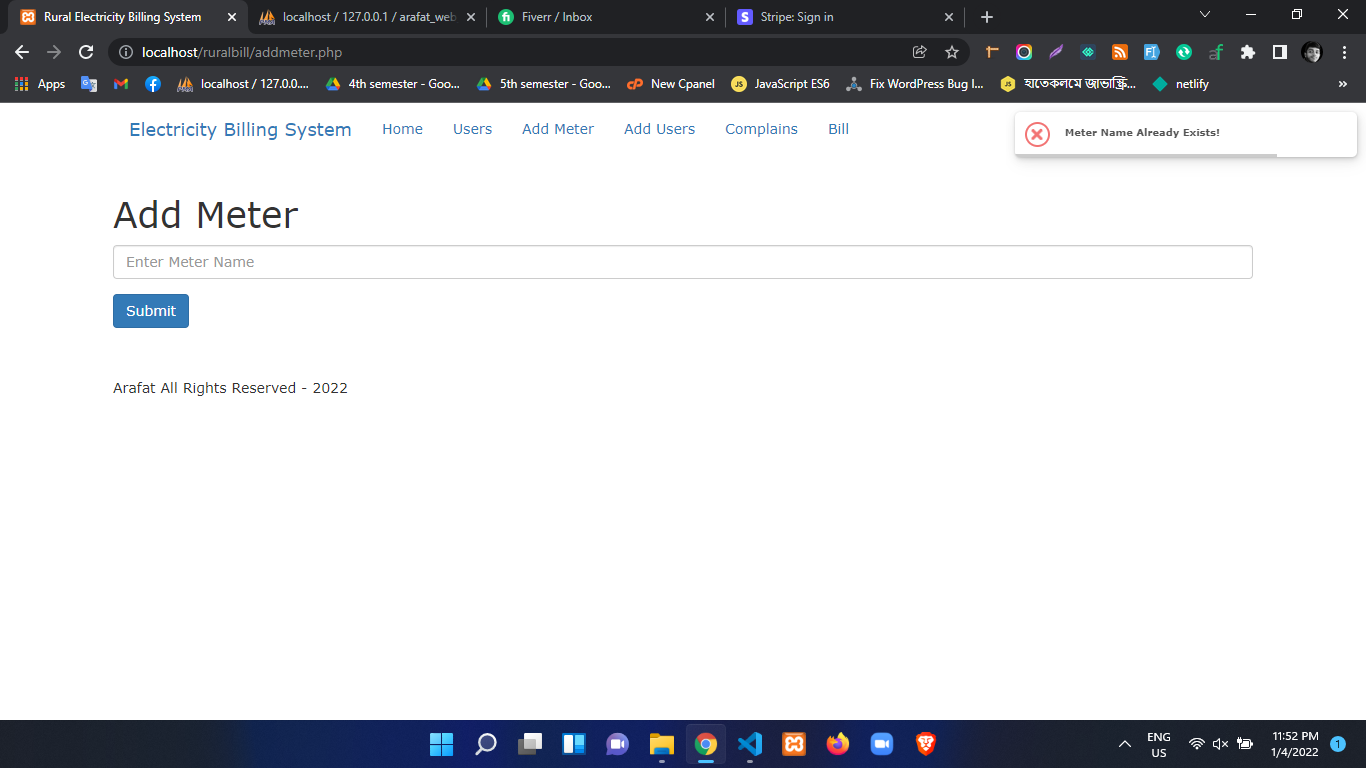 Rural Electricity Billing System
localhost / 127.0.0.1 / arafat_web
Fiverr / Inbox
Stripe: Sign in
localhost/ruralbill/addmeter.php
Apps
localhost / 127.0.0....
4th semester - Goo...
5th semester - Goo...
New Cpanel
JavaScript ES6
Fix WordPress Bug I...
হাতেকলমে জাভাস্ক্রি...
netlify
Electricity Billing System
Home
Users
Add Meter
Add Users
Complains
Bill
Meter Name Already Exists!
Add Meter
Enter Meter Name
Submit
Arafat All Rights Reserved - 2022
ENG
US
11:52 PM
1/4/2022
1